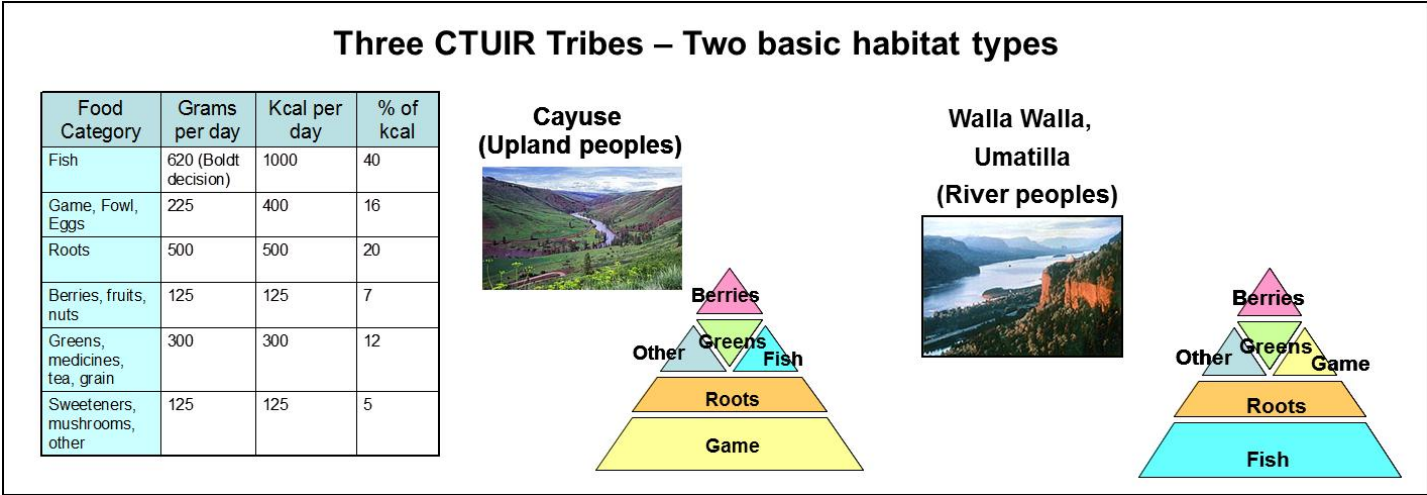 Three CTUIR Tribes – Two basic habitat types
Food Category
Grams per day
Kcal per day
% of kcal
Fish
620 (Boldt decision)
1000
40
Game, Fowl, Eggs
225
400
16
Roots
500
500
20
Berries, fruits, nuts
125
125
7
Greens, medicines, tea, grain
300
300
12
Sweeteners, mushrooms, other
125
125
5
Cayuse
(Upland peoples)
Berries
Other
Greens
Fish
Roots
Game
Walla Walla,
Umatilla
(River peoples)
Berries
Other
Greens
Game
Roots
Fish